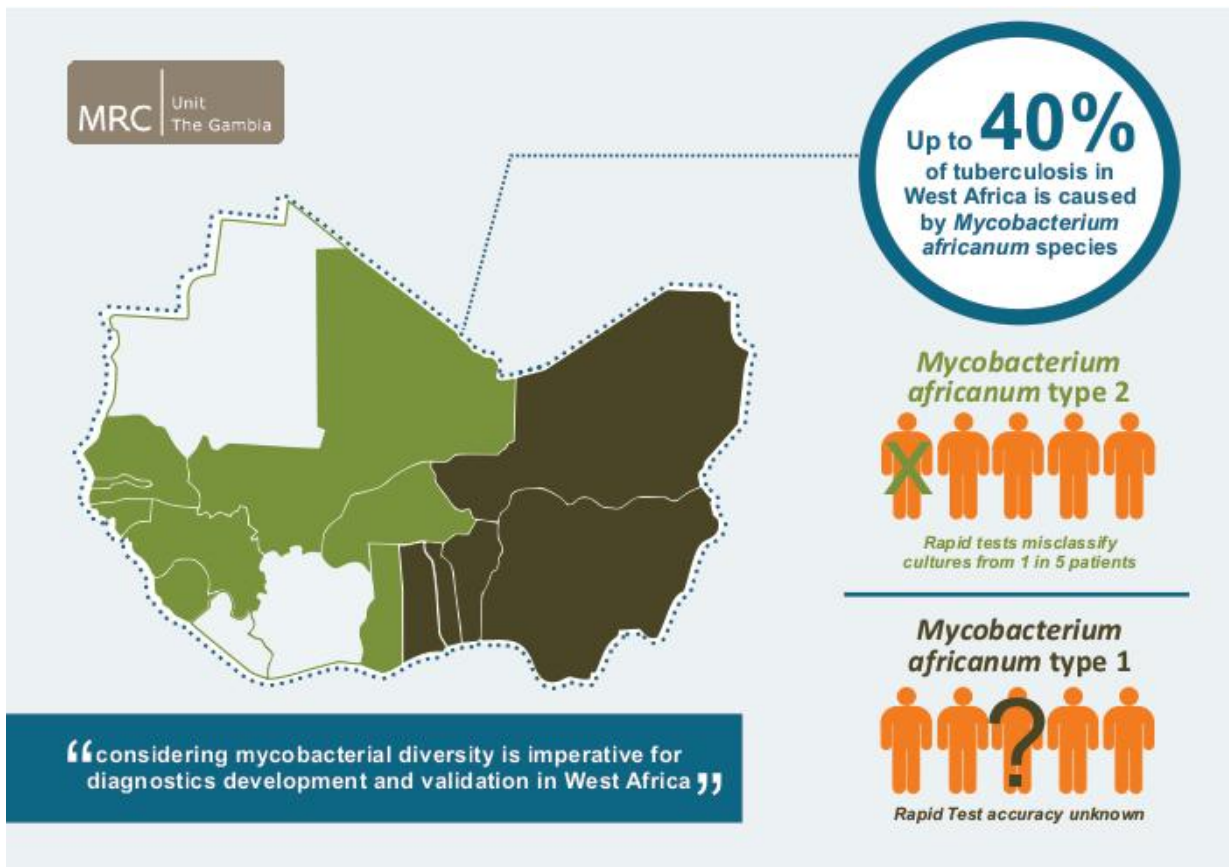 MRC
Unit
The Gambia
Up to 40%
of tuberculosis in
West Africa is caused
by Mycobacterium
africanum species
Mycobacterium
africanum type 2
X
Rapid tests misclassify
cultures from 1 in 5 patients
Mycobacterium
africanum type 1
?
Rapid Test accuracy unknown
“considering mycobacterial diversity is imperative for
diagnostics development and validation in West Africa”